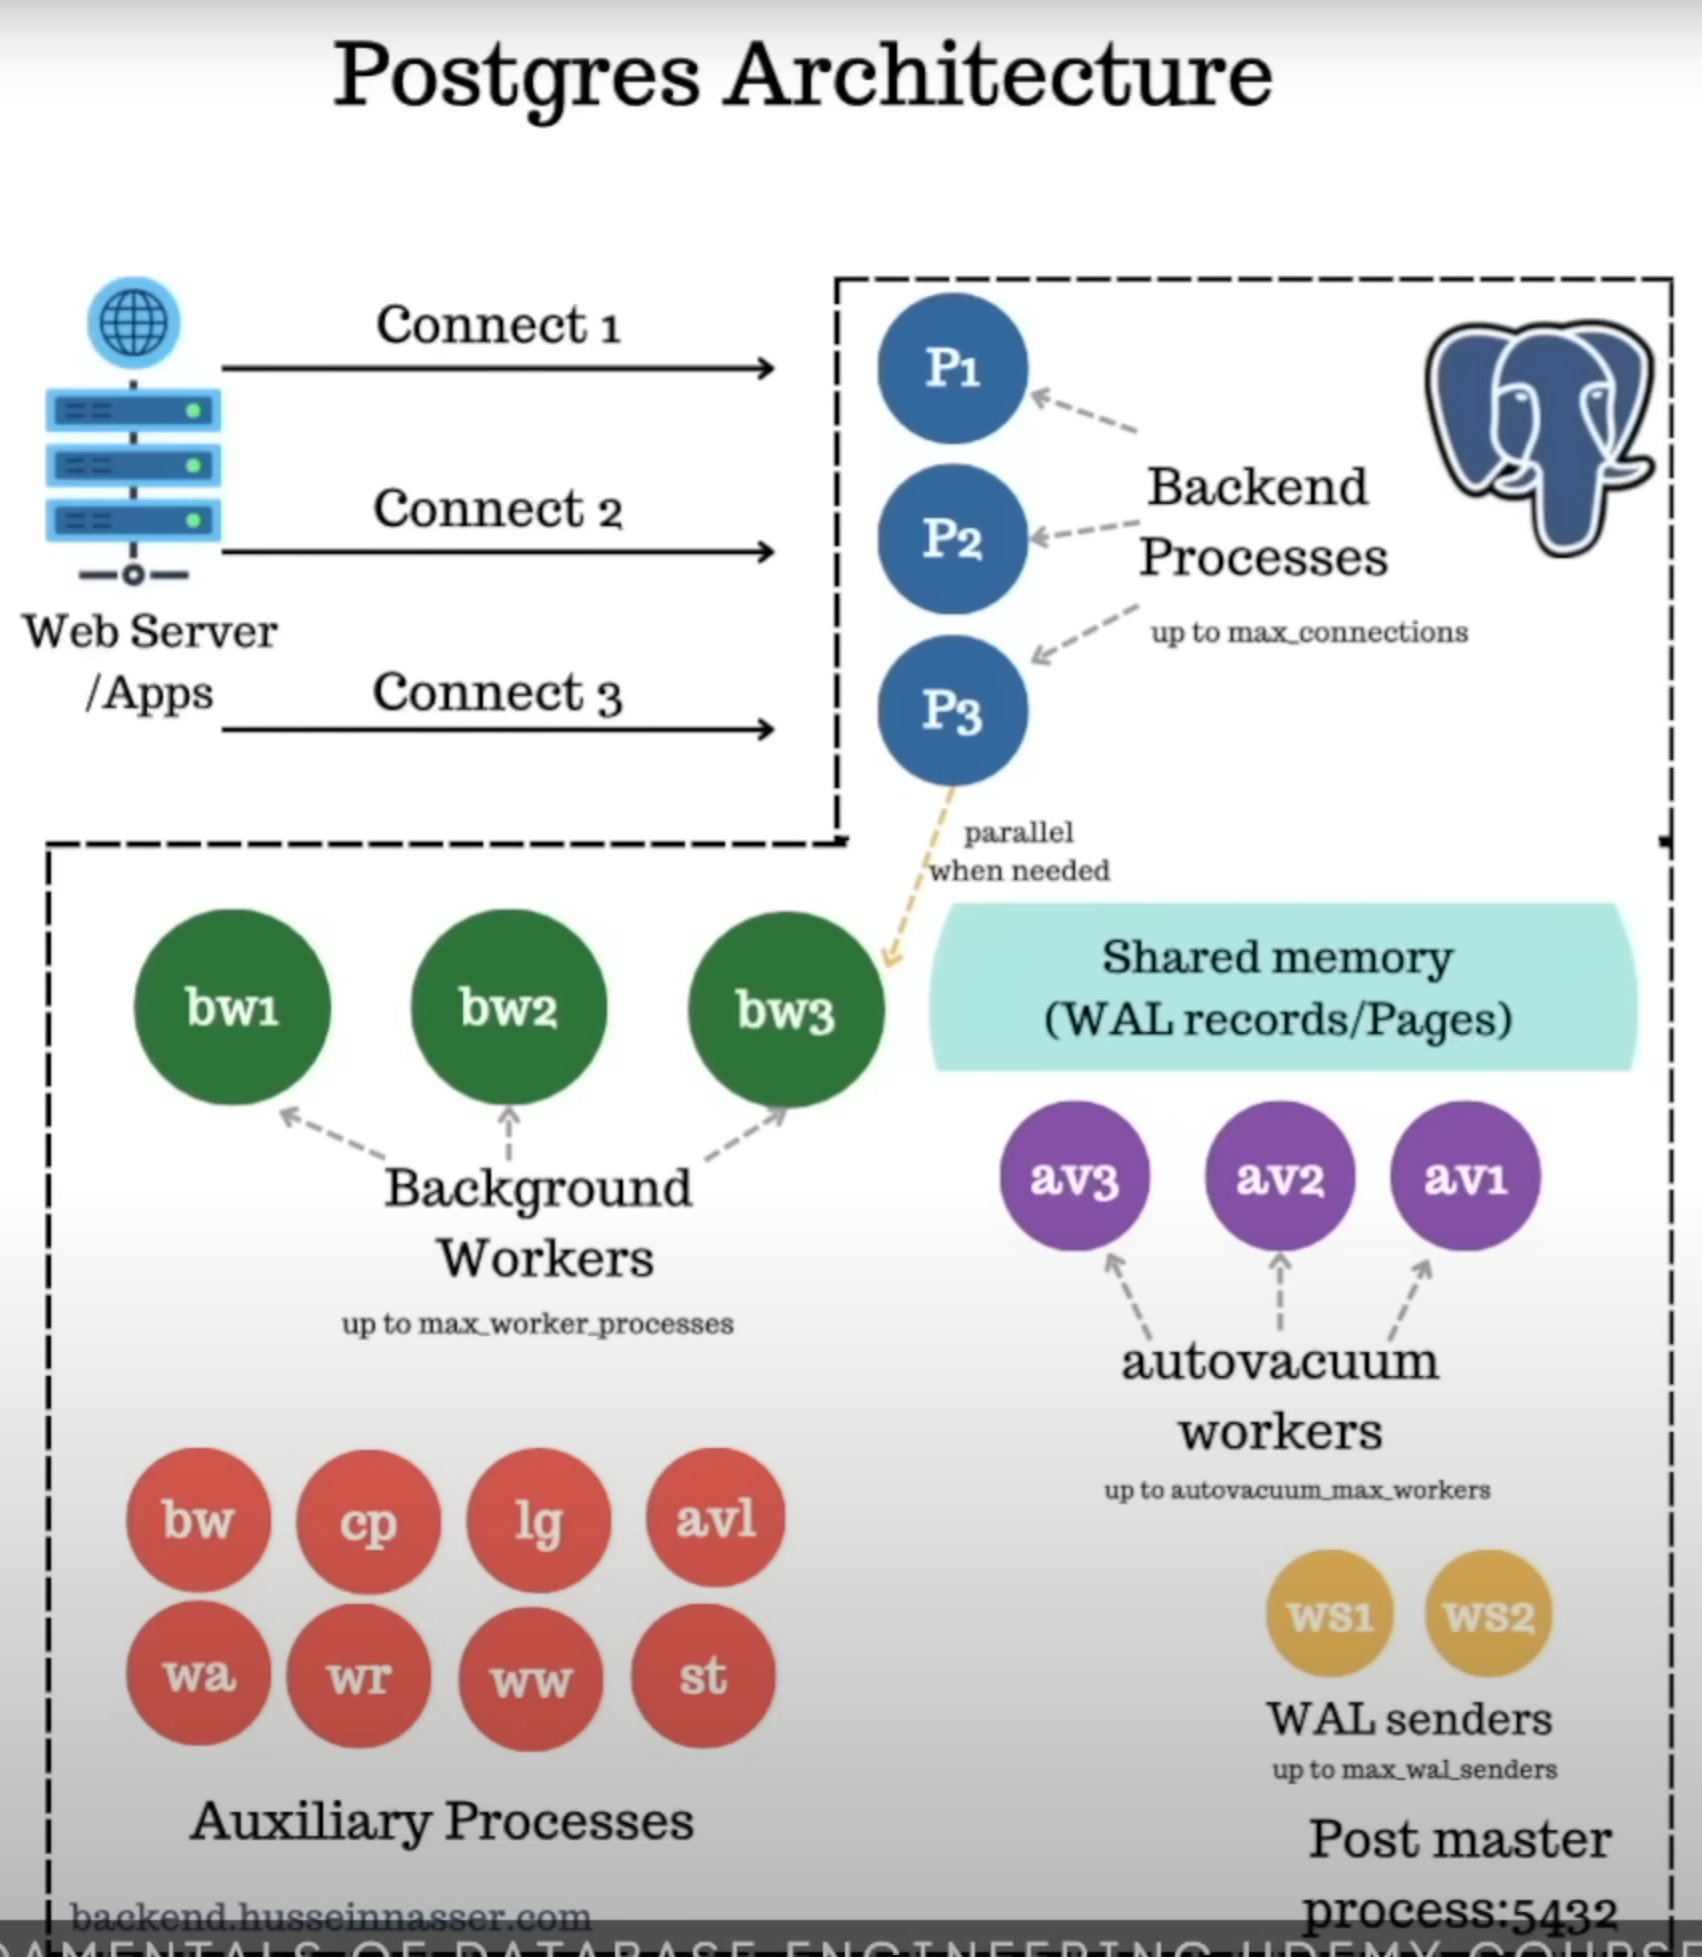 Postgres Architecture
Connect 1
Connect 2
Connect 3
Web Server
/Apps
P1
P2
P3
Backend
Processes
up to max_connections
parallel
when needed
bw1
bw2
bw3
Background
Workers
up to max_worker_processes
Shared memory
(WAL records/Pages)
av3
av2
av1
autovacuum
workers
up to autovacuum_max_workers
bw
cp
lg
avl
wa
wr
ww
st
Auxiliary Processes
ws1
ws2
WAL senders
up to max_wal_senders
Post master
process:5432
backend.husseinnasser.com
DAMENTALS OF DATABASE ENGINEERING UDEMY COURSE